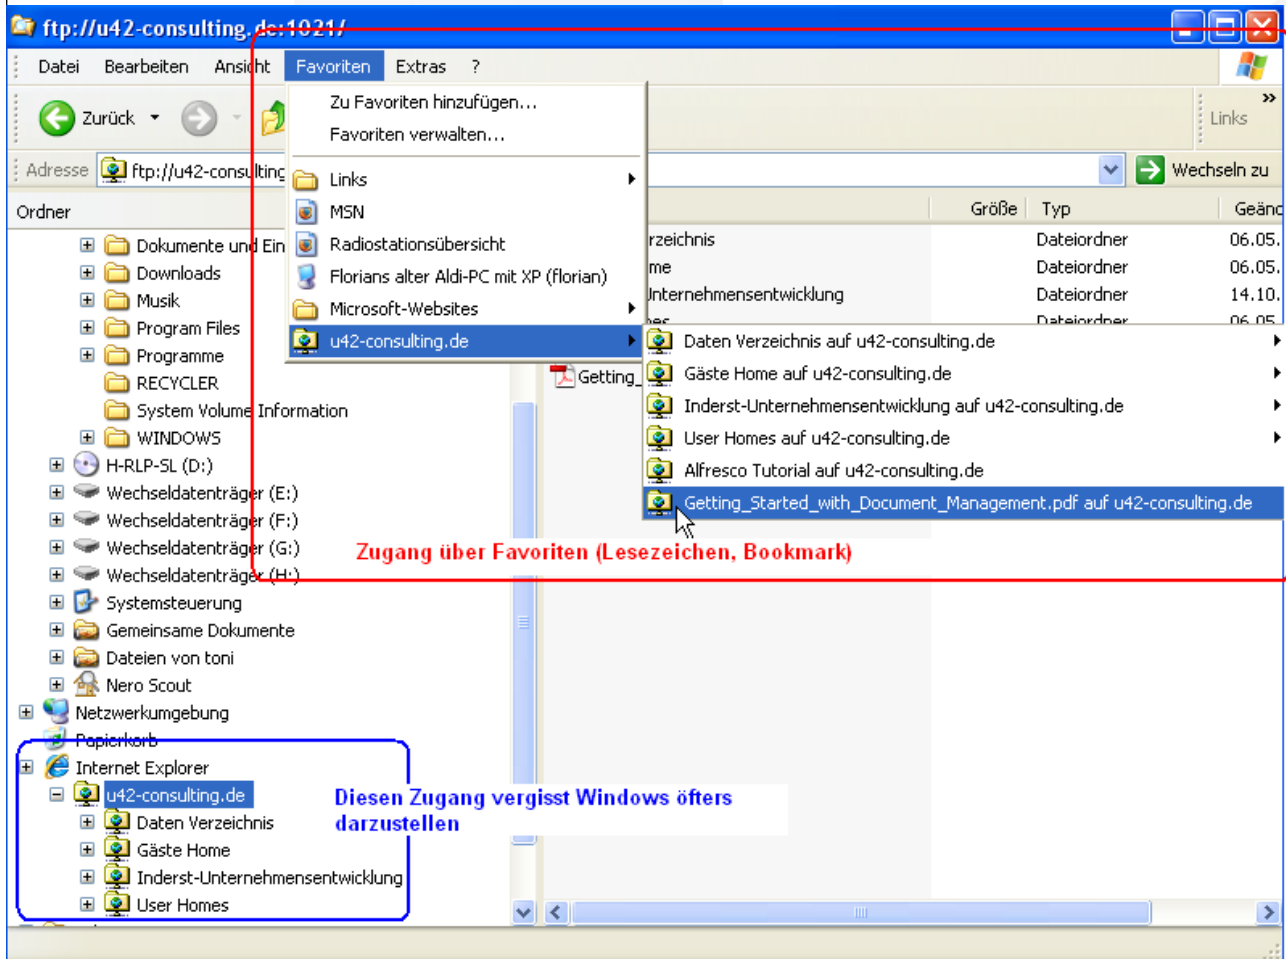 ftp://u42-consulting.de:1021/
Datei Bearbeiten Ansicht Favoriten Extras ?
Zurück
Links
Adresse ftp://u42-consulting
Wechseln zu
Zu Favoriten hinzufügen...
Favoriten verwalten...
Links
MSN
Radiostationsübersicht
Florians alter Aldi-PC mit XP (florian)
Microsoft-Websites
u42-consulting.de
Ordner
Größe Typ Geänd
rzeichnis Dateiordner 06.05.
me Dateiordner 06.05.
Internehmensentwicklung Dateiordner 14.10.
Dateiordner 06.05.
Getting_
Daten Verzeichnis auf u42-consulting.de
Gäste Home auf u42-consulting.de
Inderst-Unternehmensentwicklung auf u42-consulting.de
User Homes auf u42-consulting.de
Alfresco Tutorial auf u42-consulting.de
Getting_Started_with_Document_Management.pdf auf u42-consulting.de
Zugang über Favoriten (Lesezeichen, Bookmark)
Dokumente und Ein
Downloads
Musik
Program Files
Programme
RECYCLER
System Volume Information
WINDOWS
H-RLP-SL (D:)
Wechseldatenträger (E:)
Wechseldatenträger (F:)
Wechseldatenträger (G:)
Wechseldatenträger (H:)
Systemsteuerung
Gemeinsame Dokumente
Dateien von toni
Nero Scout
Netzwerkumgebung
Papierkorb
Internet Explorer
u42-consulting.de
Daten Verzeichnis
Gäste Home
Inderst-Unternehmensentwicklung
User Homes
Diesen Zugang vergisst Windows öfters
darzustellen